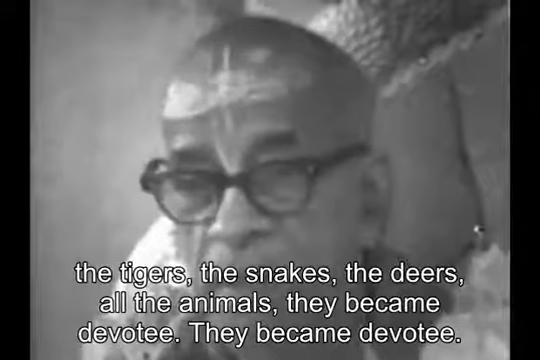 the tigers, the snakes, the deers,
all the animals, they became
devotee. They became devotee.